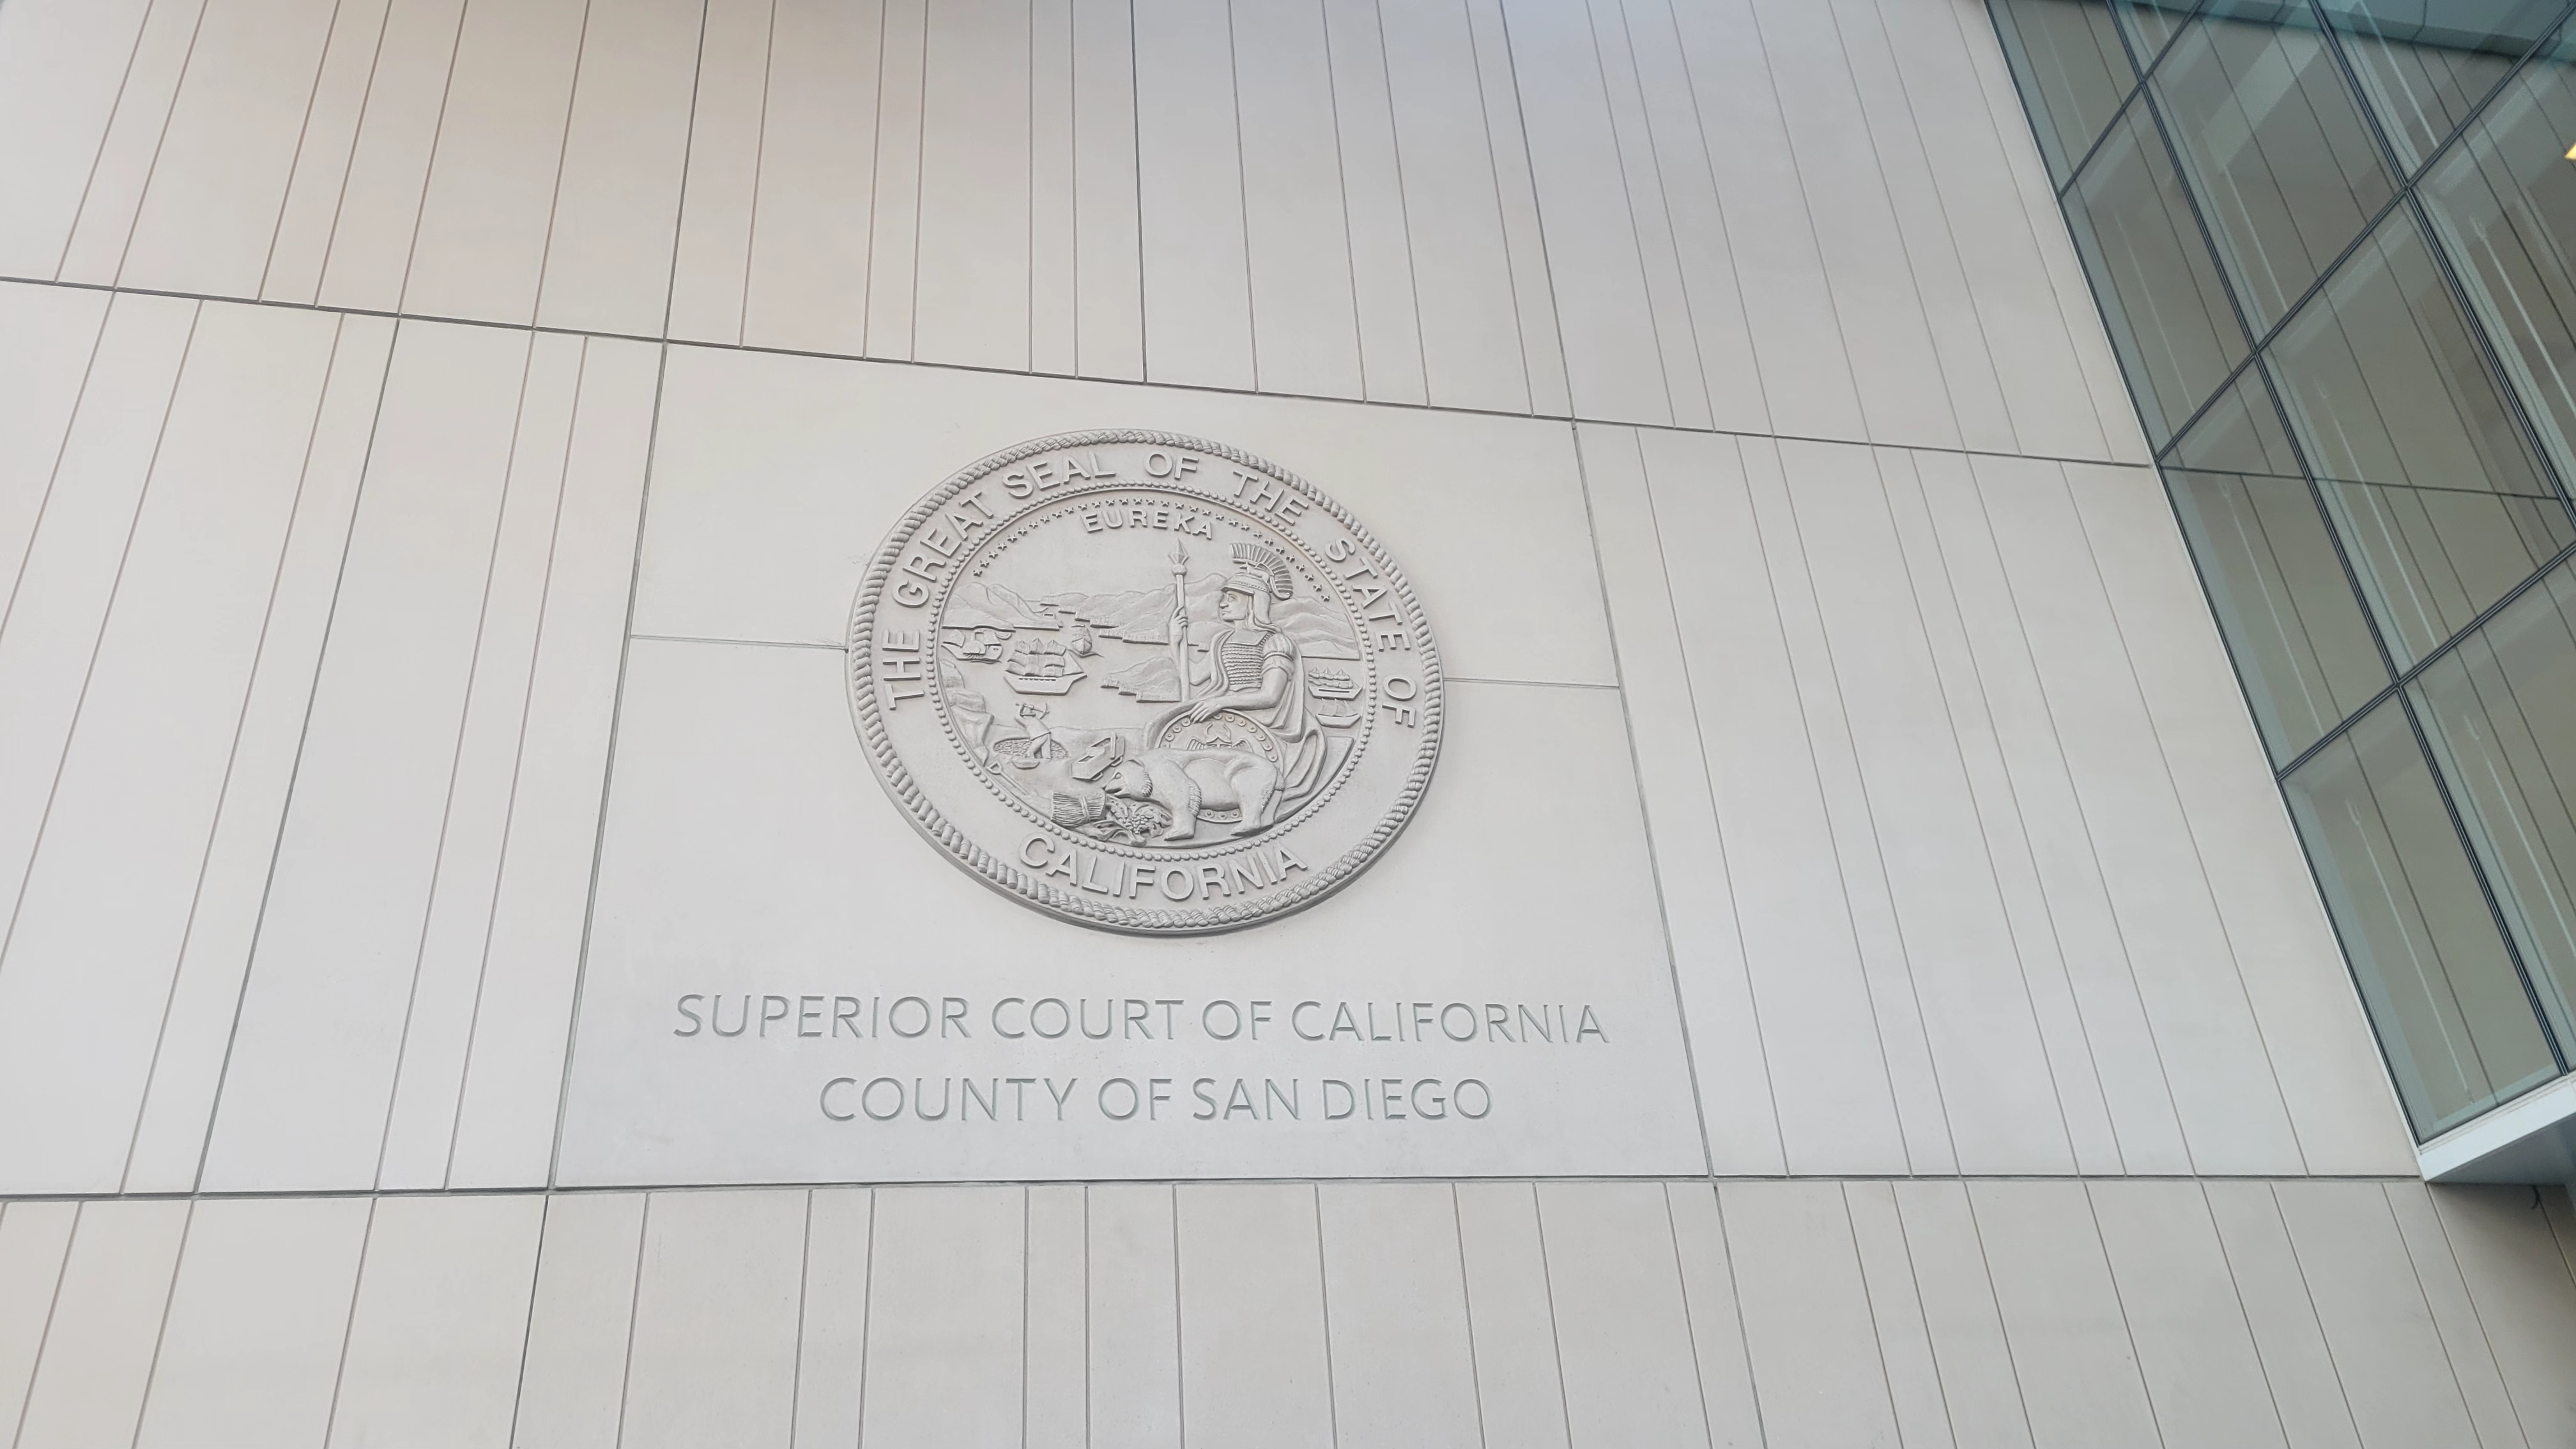 THE GREAT SEAL OF THE STATE OF CALIFORNIA
EUREKA
SUPERIOR COURT OF CALIFORNIA
COUNTY OF SAN DIEGO